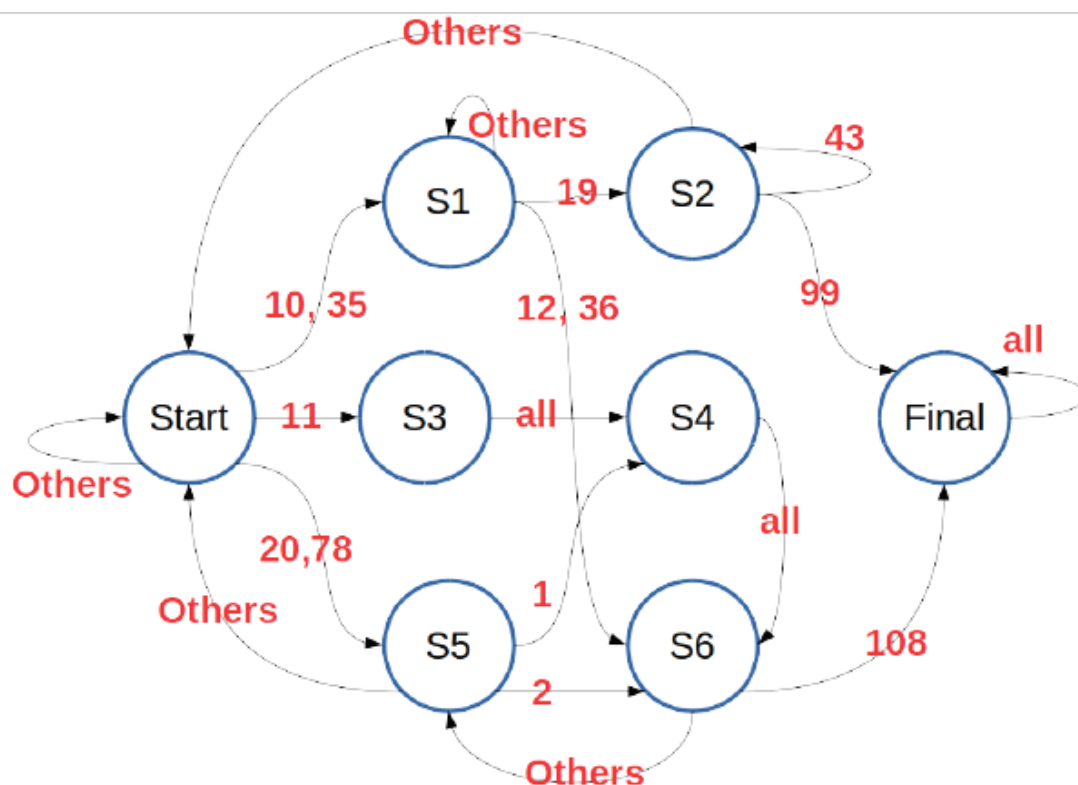 Others
Others
43
S1
19
S2
10, 35
12, 36
99
all
Start
11
S3
all
S4
Final
Others
20,78
all
Others
1
S5
S6
108
2
Others